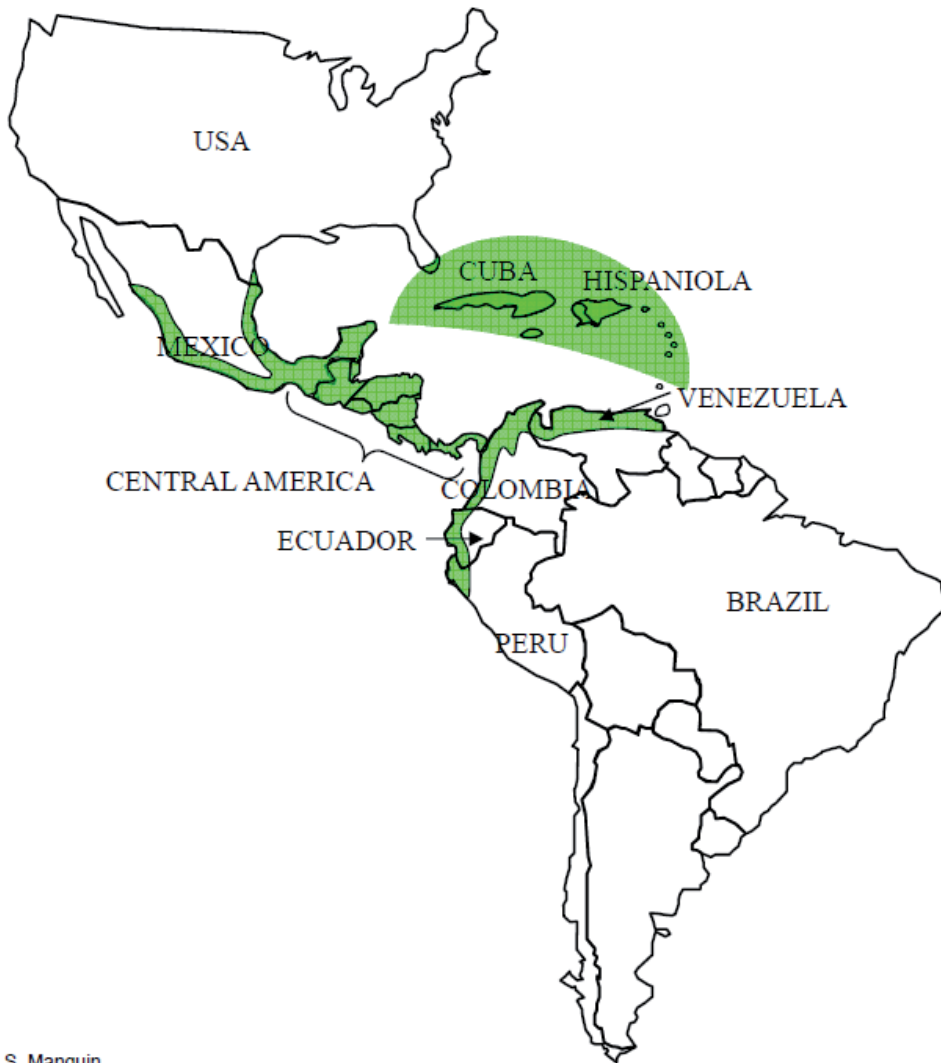 USA
CUBA
HISPANIOLA
MEXICO
VENEZUELA
CENTRAL AMERICA
COLOMBIA
ECUADOR
BRAZIL
PERU
S. Manguin